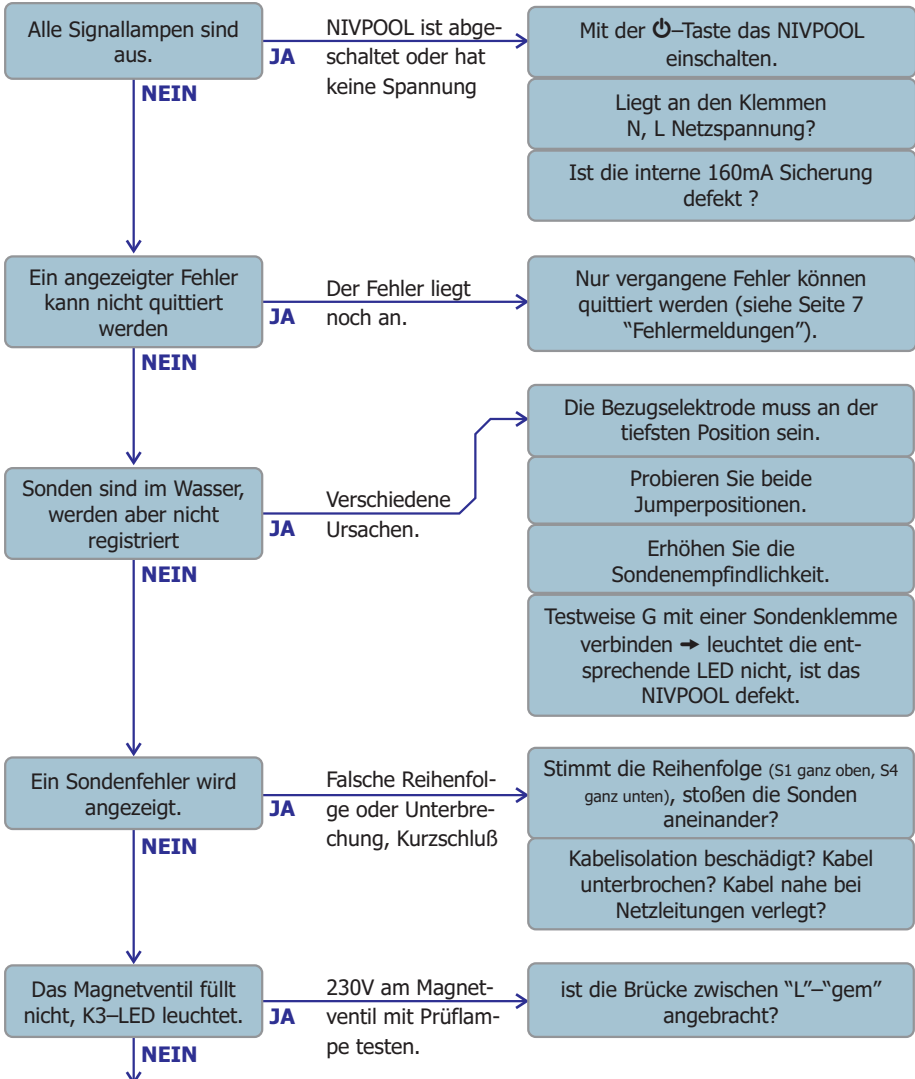 Alle Signallampen sind
aus.
JA
NEIN
NIVPOOL ist abge-
schaltet oder hat
keine Spannung
Mit der ⏻–Taste das NIVPOOL
einschalten.
Liegt an den Klemmen
N, L Netzspannung?
Ist die interne 160mA Sicherung
defekt ?
Ein angezeigter Fehler
kann nicht quittiert
werden
JA
NEIN
Der Fehler liegt
noch an.
Nur vergangene Fehler können
quittiert werden (siehe Seite 7
“Fehlermeldungen”).
Sonden sind im Wasser,
werden aber nicht
registriert
JA
NEIN
Verschiedene
Ursachen.
Die Bezugselektrode muss an der
tiefsten Position sein.
Probieren Sie beide
Jumperpositionen.
Erhöhen Sie die
Sondenempfindlichkeit.
Testweise G mit einer Sondenklemme
verbinden ➞ leuchtet die ent-
sprechende LED nicht, ist das
NIVPOOL defekt.
Ein Sondenfehler wird
angezeigt.
JA
NEIN
Falsche Reihenfol-
ge oder Unterbre-
chung, Kurzschluß
Stimmt die Reihenfolge (S1 ganz oben, S4
ganz unten), stoßen die Sonden
aneinander?
Kabelisolation beschädigt? Kabel
unterbrochen? Kabel nahe bei
Netzleitungen verlegt?
Das Magnetventil füllt
nicht, K3–LED leuchtet.
JA
NEIN
230V am Magnet-
ventil mit Prüflam-
pe testen.
ist die Brücke zwischen “L”–“gem”
angebracht?